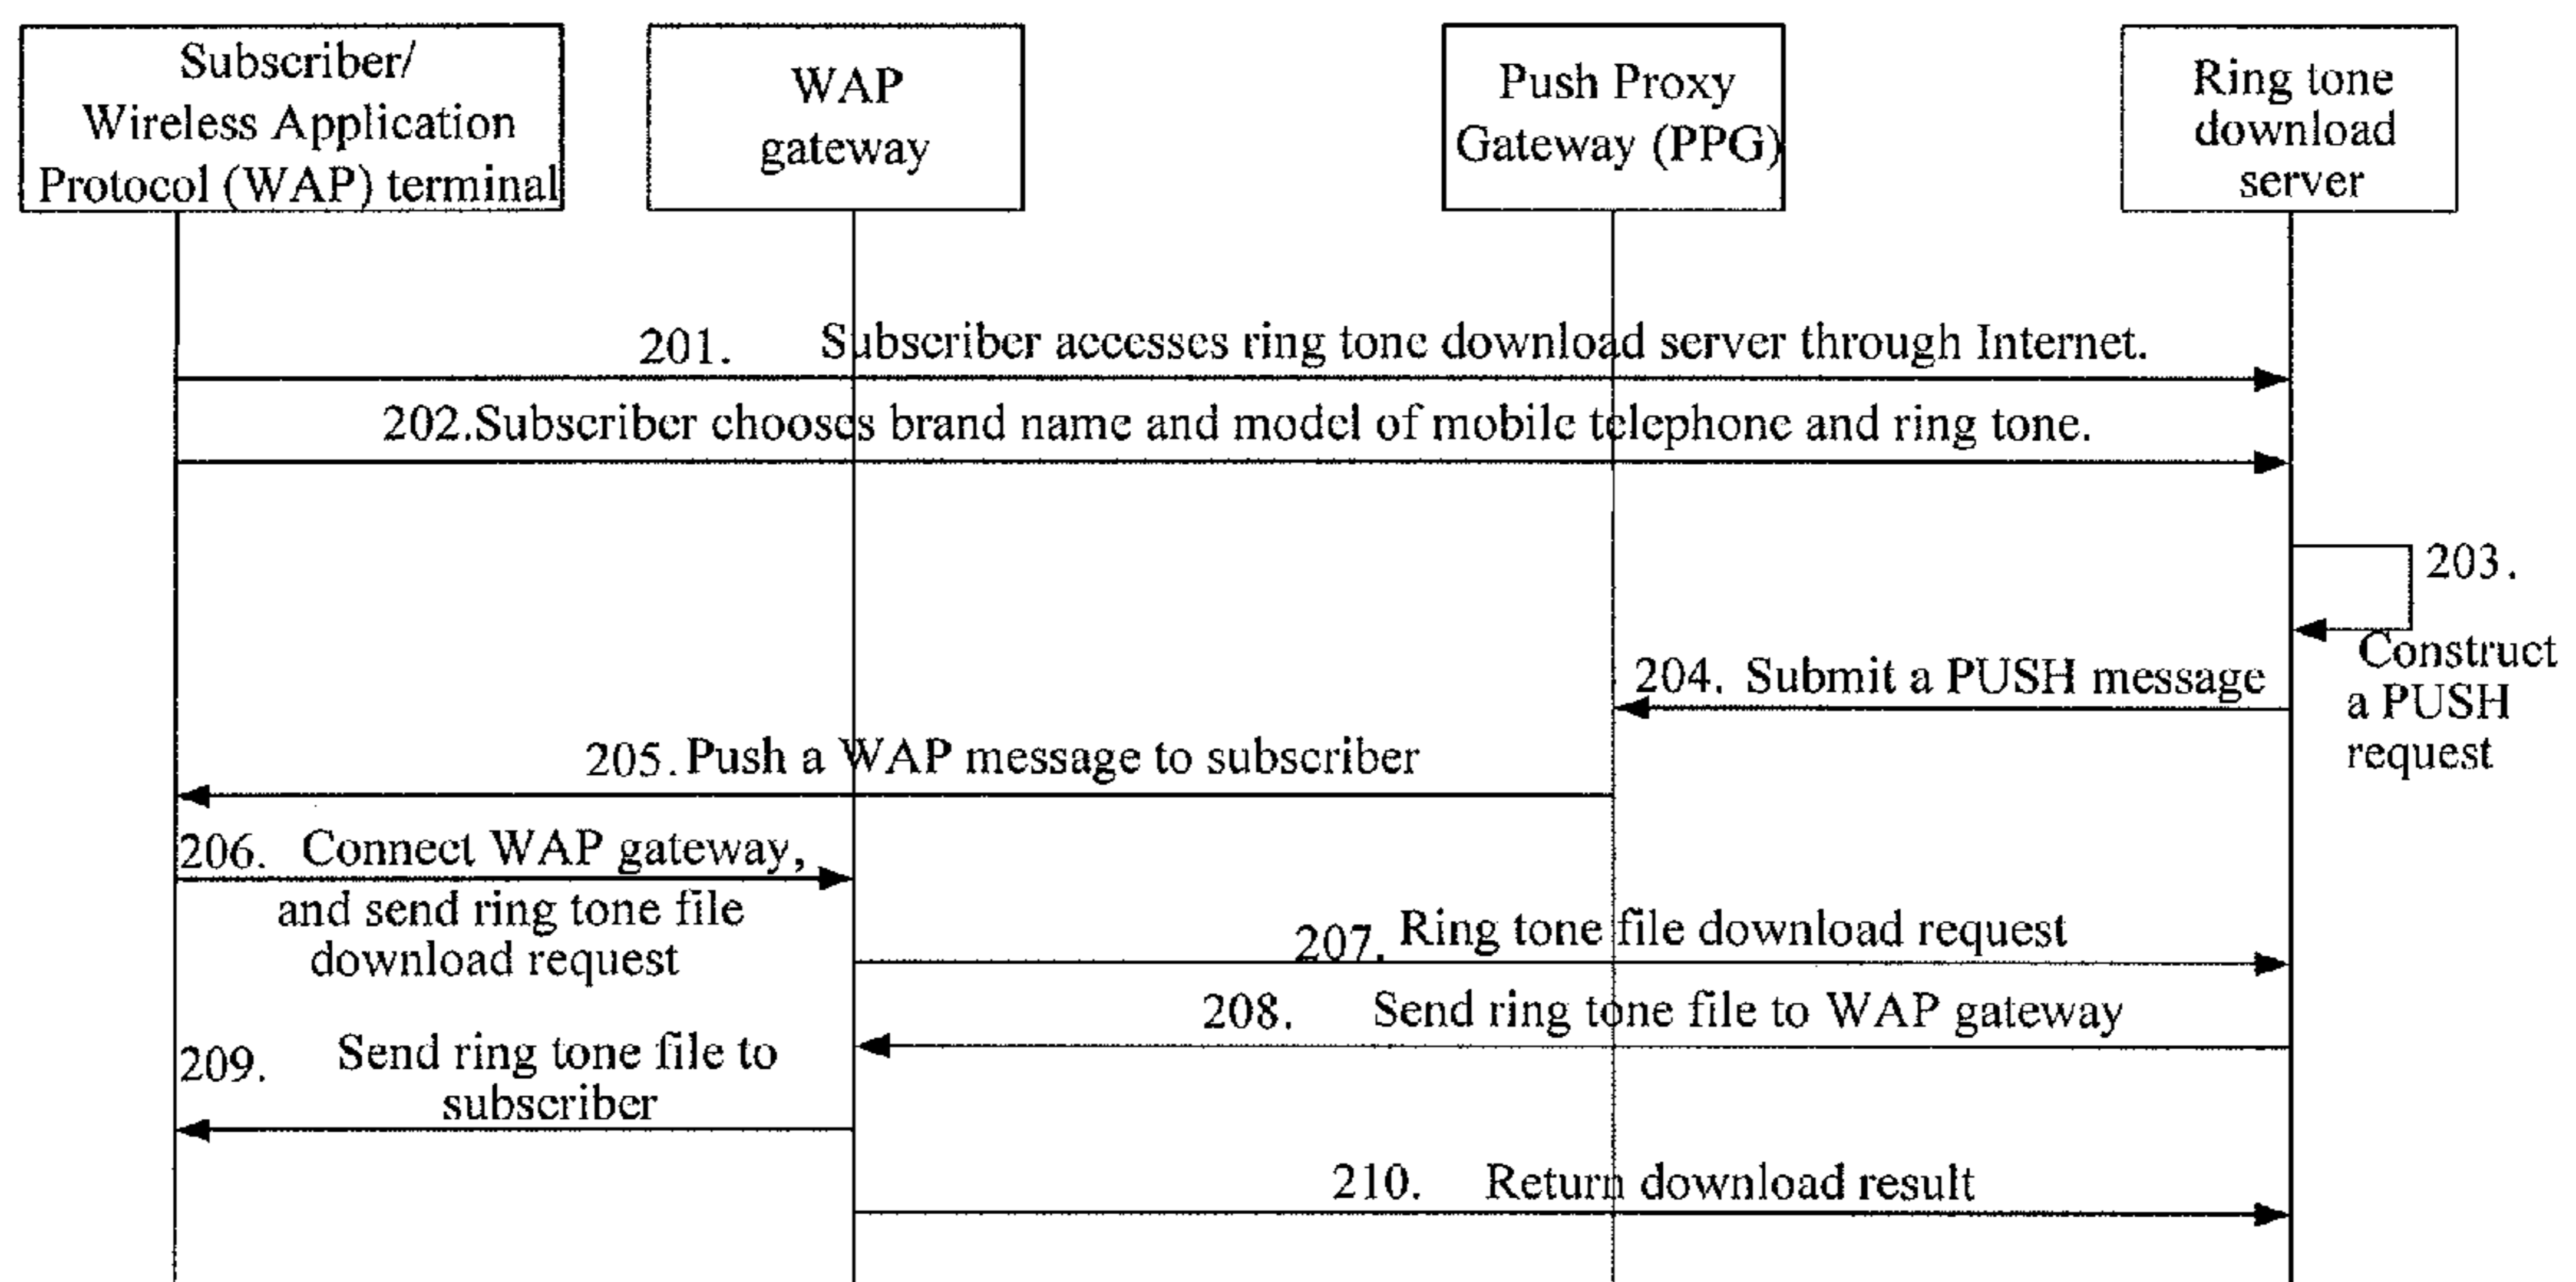 Subscriber/
Wireless Application
Protocol (WAP) terminal
WAP
gateway
Push Proxy
Gateway (PPG)
Ring tone
download
server
201. Subscriber accesses ring tone download server through Internet.
202.Subscriber chooses brand name and model of mobile telephone and ring tone.
203.
Construct
a PUSH
request
204. Submit a PUSH message
205. Push a WAP message to subscriber
206. Connect WAP gateway,
and send ring tone file
download request
207. Ring tone file download request
208. Send ring tone file to WAP gateway
209. Send ring tone file to
subscriber
210. Return download result